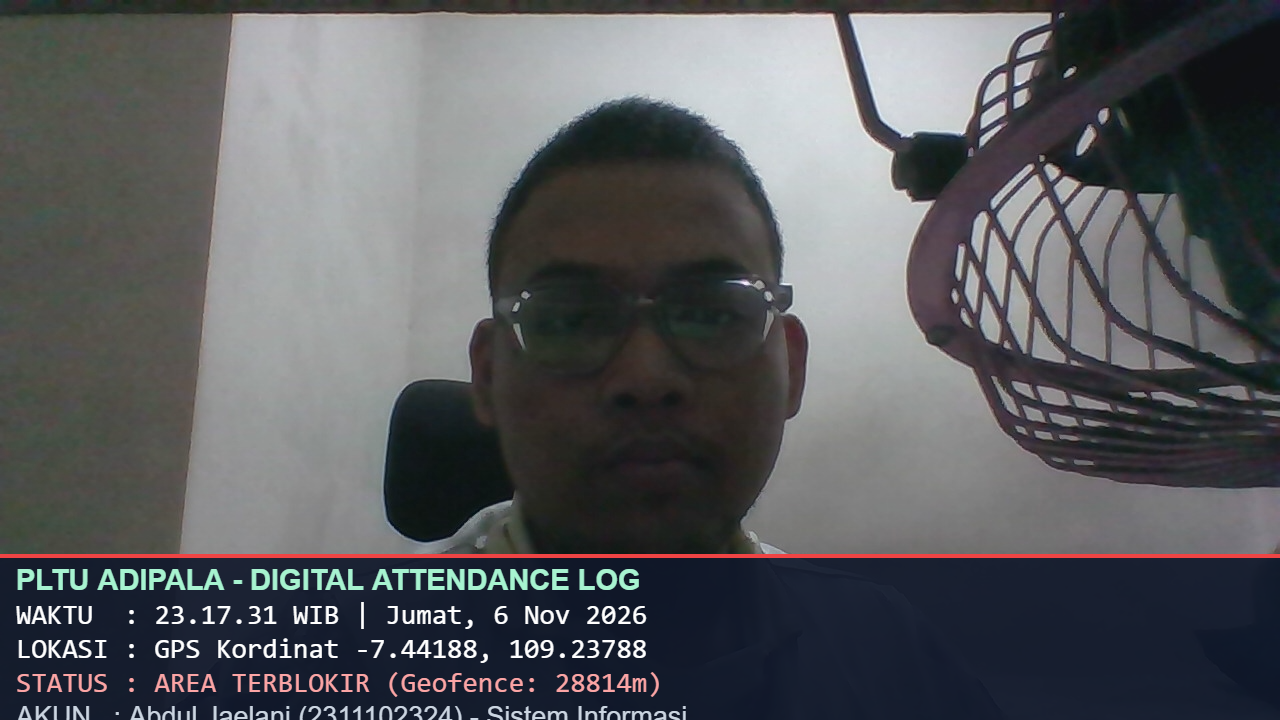 PLTU ADIPALA - DIGITAL ATTENDANCE LOG
WAKTU : 23.17.31 WIB | Jumat, 6 Nov 2026
LOKASI : GPS Kordinat -7.44188, 109.23788
STATUS : AREA TERBLOKIR (Geofence: 28814m)
AKUN : Abdul Jaelani (2311102324) - Sistem Informasi